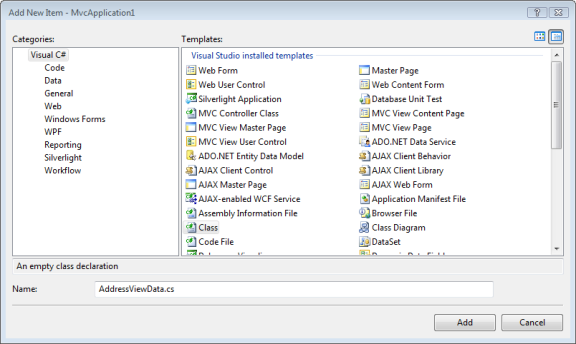 Add New Item - MvcApplication1
Categories:
Templates:
Visual C#
Code
Data
General
Web
Windows Forms
WPF
Reporting
Silverlight
Workflow
Visual Studio installed templates
Web Form
Master Page
Web User Control
Web Content Form
Silverlight Application
Database Unit Test
MVC Controller Class
MVC View Content Page
MVC View Master Page
MVC View Page
MVC View User Control
ADO.NET Data Service
ADO.NET Entity Data Model
AJAX Client Behavior
AJAX Client Control
AJAX Client Library
AJAX Master Page
AJAX Web Form
AJAX-enabled WCF Service
Application Manifest File
Assembly Information File
Browser File
Class
Class Diagram
Code File
DataSet
An empty class declaration
Name:
AddressViewData.cs
Add
Cancel